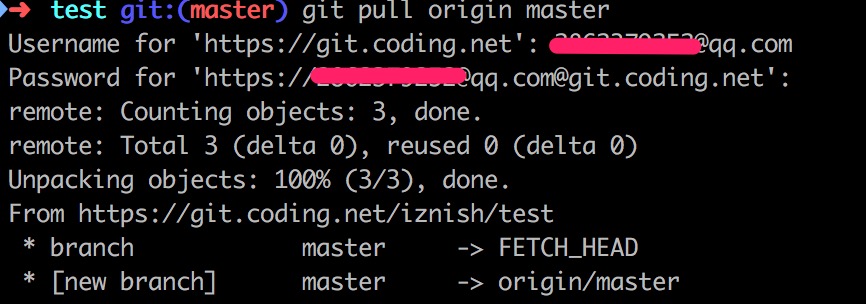 ➜ test git:(master) git pull origin master
Username for 'https://git.coding.net': @qq.com
Password for 'https://@qq.com@git.coding.net':
remote: Counting objects: 3, done.
remote: Total 3 (delta 0), reused 0 (delta 0)
Unpacking objects: 100% (3/3), done.
From https://git.coding.net/iznish/test
* branch master -> FETCH_HEAD
* [new branch] master -> origin/master